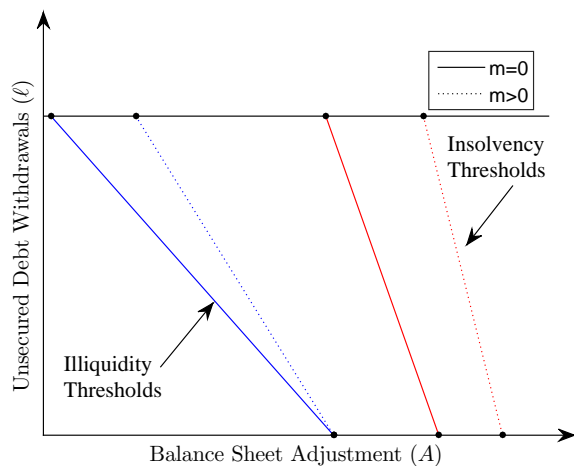 m=0
m>0
Insolvency
Thresholds
Illiquidity
Thresholds
Unsecured Debt Withdrawals (ℓ)
Balance Sheet Adjustment (A)